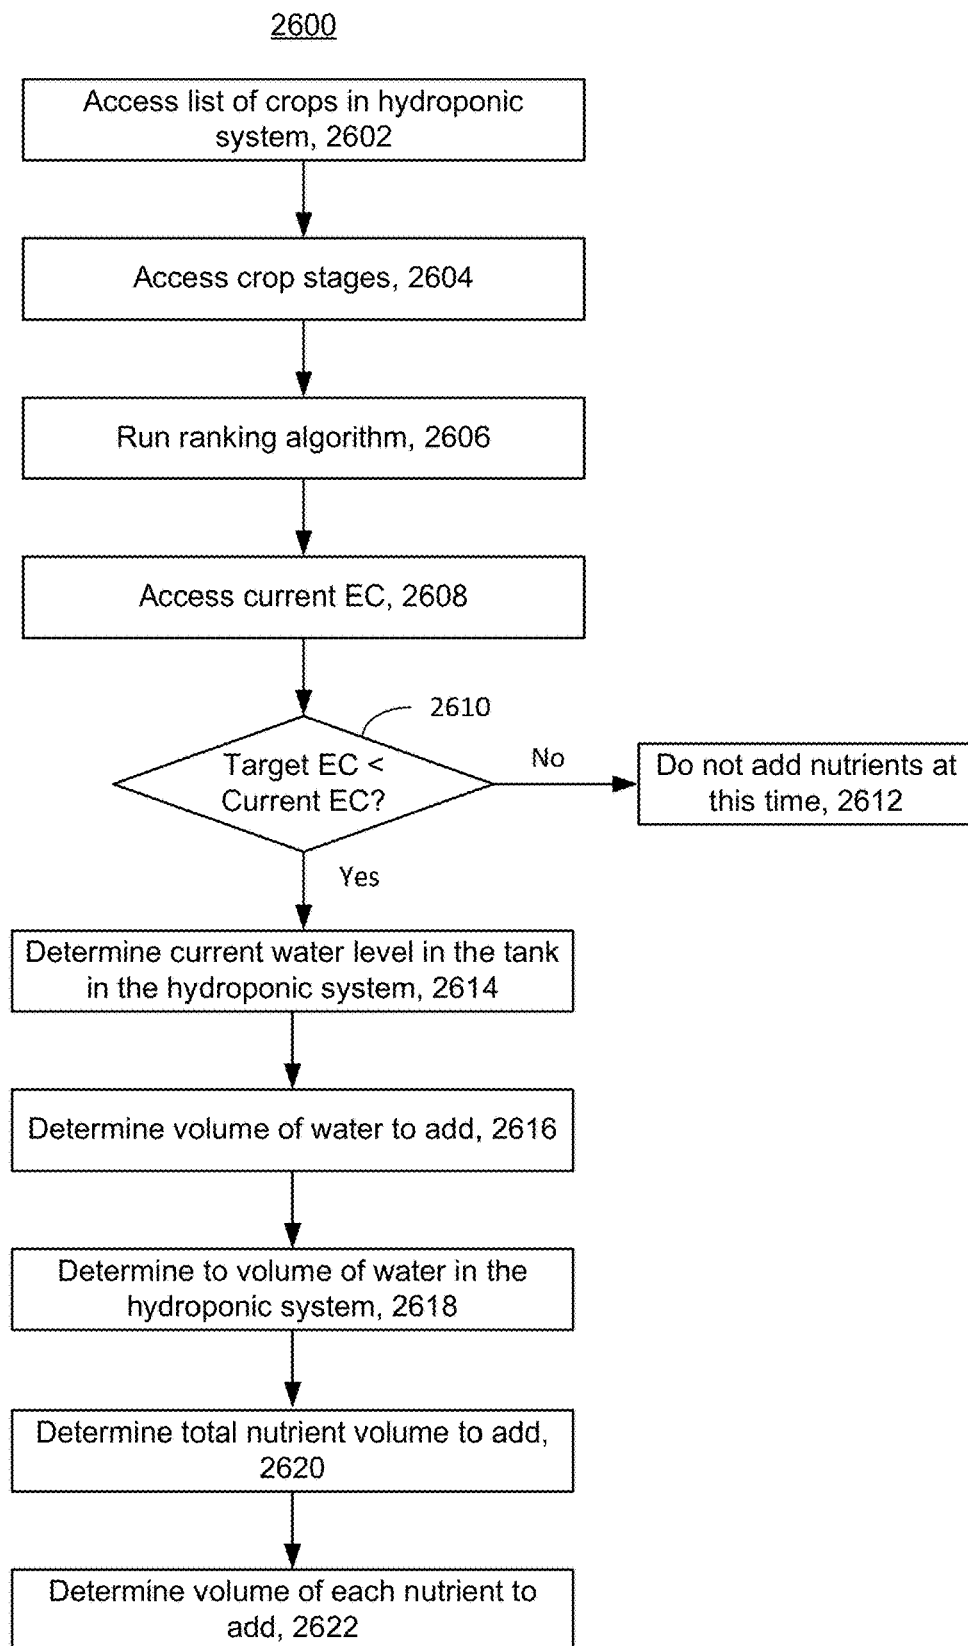 2600
Access list of crops in hydroponic
system, 2602
Access crop stages, 2604
Run ranking algorithm, 2606
Access current EC, 2608
2610
Target EC <
Current EC?
No
Do not add nutrients at
this time, 2612
Yes
Determine current water level in the tank
in the hydroponic system, 2614
Determine volume of water to add, 2616
Determine to volume of water in the
hydroponic system, 2618
Determine total nutrient volume to add,
2620
Determine volume of each nutrient to
add, 2622